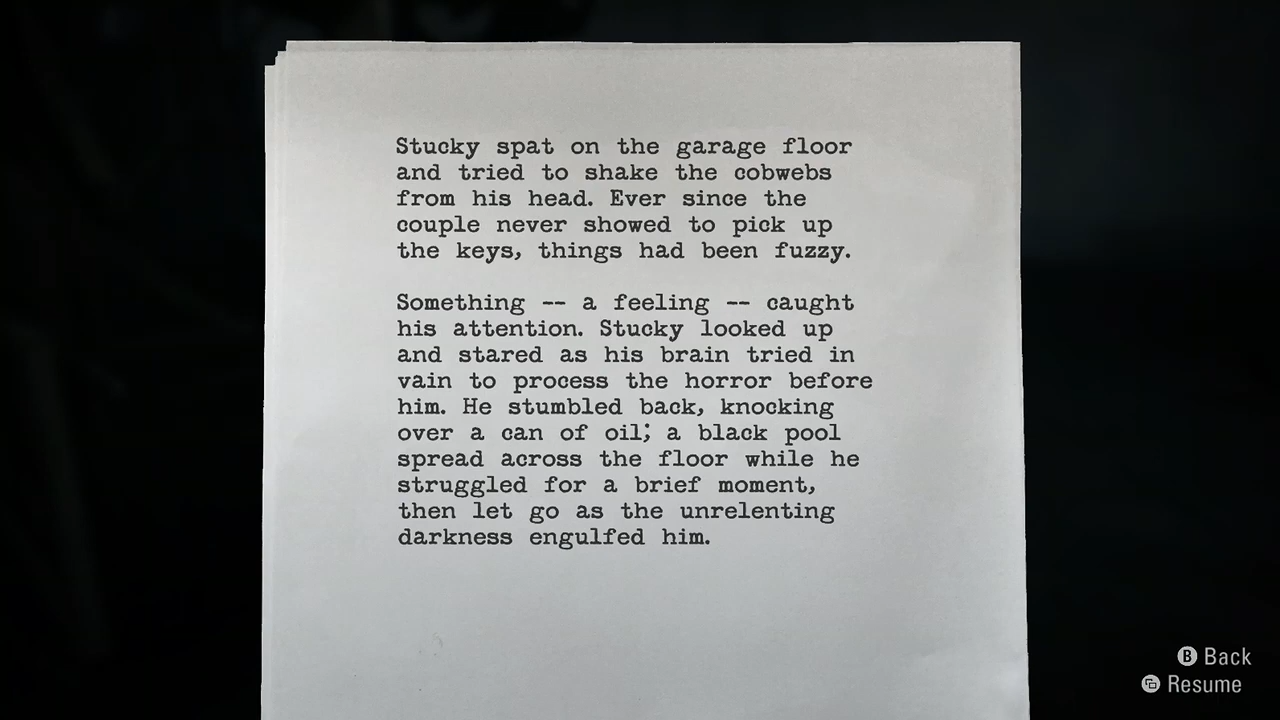 Stucky spat on the garage floor
and tried to shake the cobwebs
from his head. Ever since the
couple never showed to pick up
the keys, things had been fuzzy.
Something -- a feeling -- caught
his attention. Stucky looked up
and stared as his brain tried in
vain to process the horror before
him. He stumbled back, knocking
over a can of oil; a black pool
spread across the floor while he
struggled for a brief moment,
then let go as the unrelenting
darkness engulfed him.
B Back
Resume